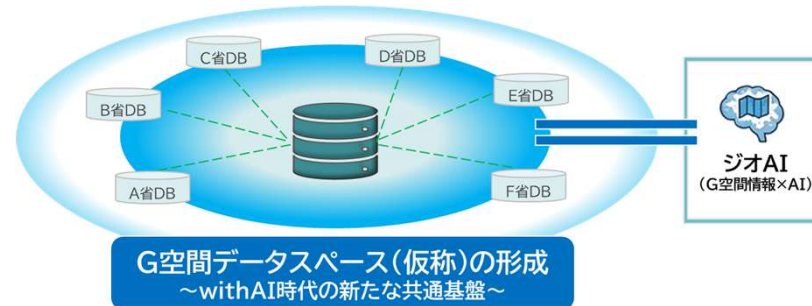 C省DB
D省DB
B省DB
E省DB
A省DB
F省DB
ジオAI
(G空間情報×AI)
G空間データスペース(仮称)の形成
~withAI時代の新たな共通基盤~